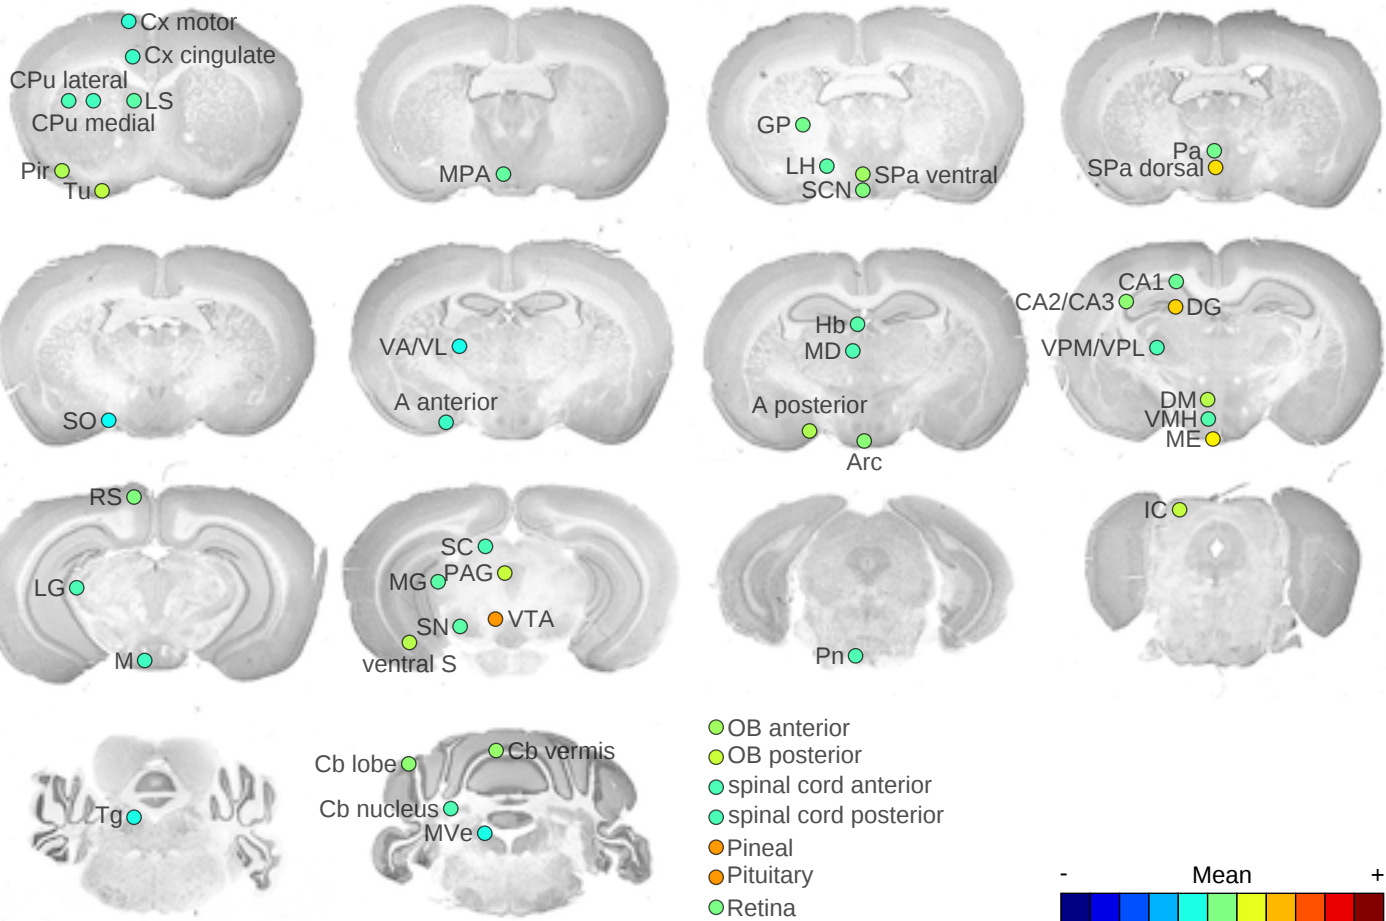 Cx motor
Cx cingulate
CPu lateral
LS
CPu medial
Pir
Tu
MPA
GP
LH
SPa ventral
SCN
Pa
SPa dorsal
SO
VA/VL
A anterior
Hb
MD
A posterior
Arc
CA1
CA2/CA3
DG
VPM/VPL
DM
VMH
ME
RS
LG
M
SC
MG
PAG
SN
VTA
ventral S
Pn
IC
Tg
Cb lobe
Cb vermis
Cb nucleus
MVe
OB anterior
OB posterior
spinal cord anterior
spinal cord posterior
Pineal
Pituitary
Retina
- Mean +